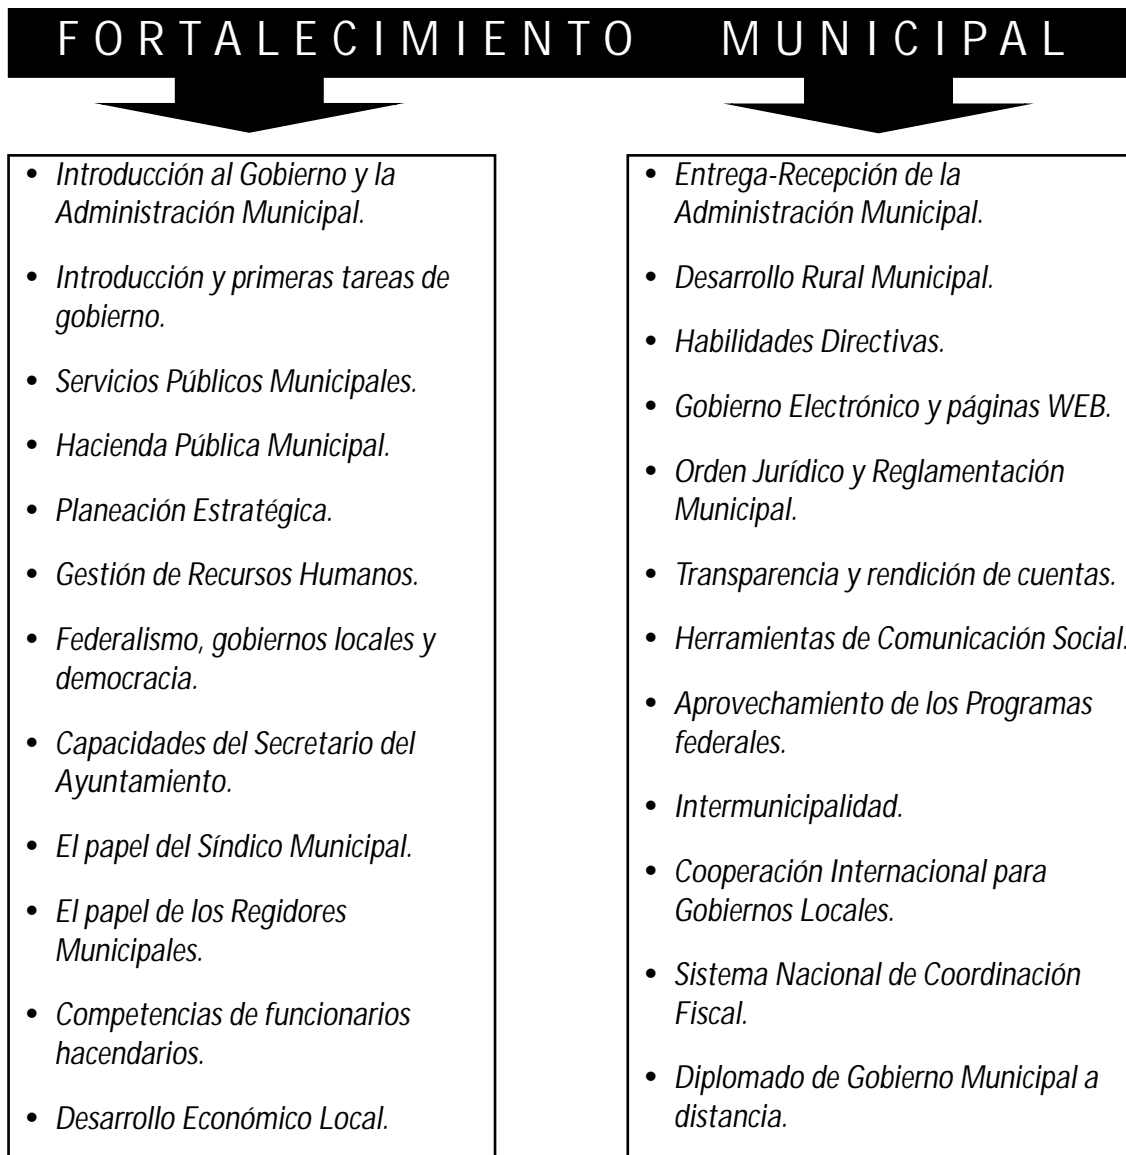 FORTALECIMIENTO MUNICIPAL
• Introducción al Gobierno y la
Administración Municipal.
• Introducción y primeras tareas de
gobierno.
• Servicios Públicos Municipales.
• Hacienda Pública Municipal.
• Planeación Estratégica.
• Gestión de Recursos Humanos.
• Federalismo, gobiernos locales y
democracia.
• Capacidades del Secretario del
Ayuntamiento.
• El papel del Síndico Municipal.
• El papel de los Regidores
Municipales.
• Competencias de funcionarios
hacendarios.
• Desarrollo Económico Local.
• Entrega-Recepción de la
Administración Municipal.
• Desarrollo Rural Municipal.
• Habilidades Directivas.
• Gobierno Electrónico y páginas WEB.
• Orden Jurídico y Reglamentación
Municipal.
• Transparencia y rendición de cuentas.
• Herramientas de Comunicación Social.
• Aprovechamiento de los Programas
federales.
• Intermunicipalidad.
• Cooperación Internacional para
Gobiernos Locales.
• Sistema Nacional de Coordinación
Fiscal.
• Diplomado de Gobierno Municipal a
distancia.